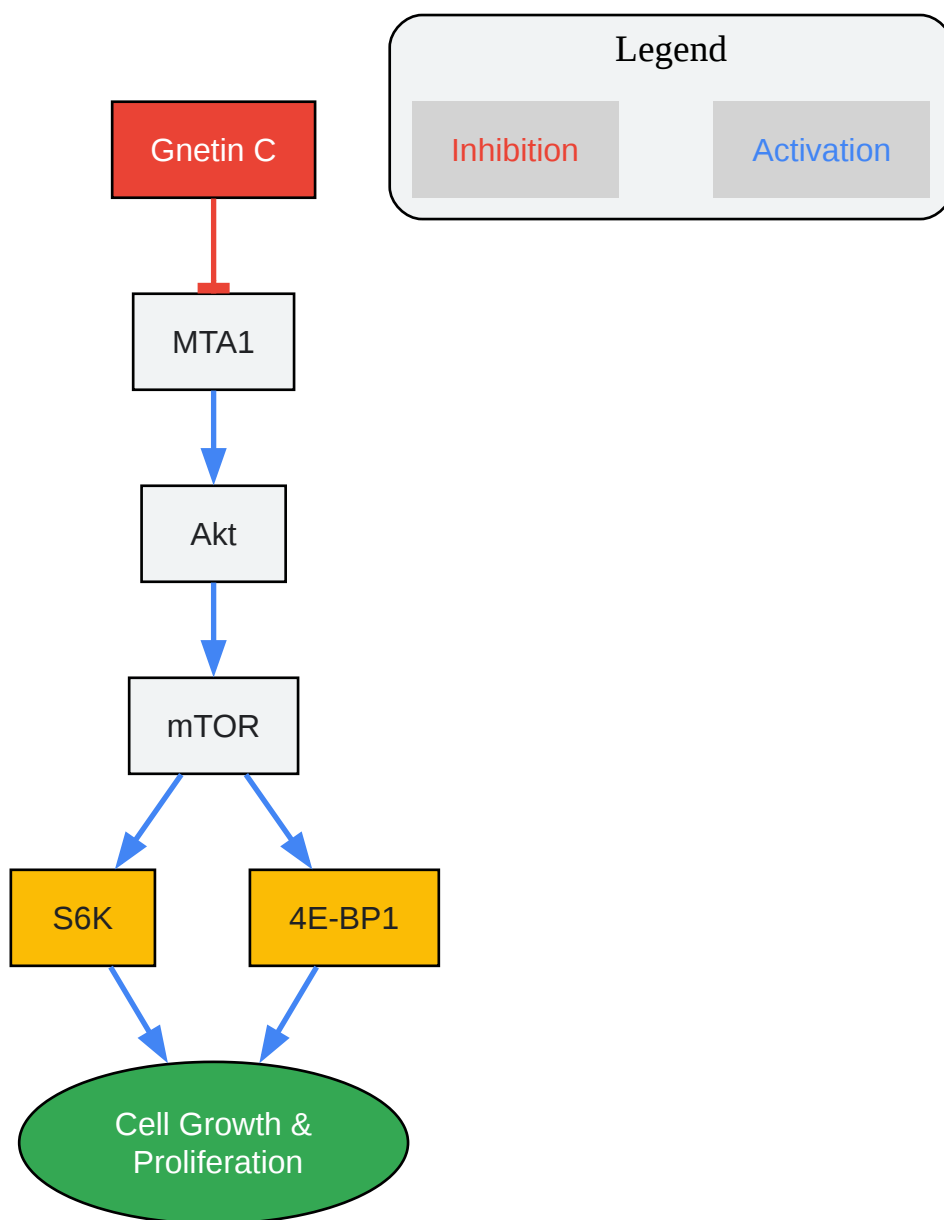 Legend
Inhibition
Activation
Gnetin C
MTA1
Akt
mTOR
S6K
4E-BP1
Cell Growth &
Proliferation